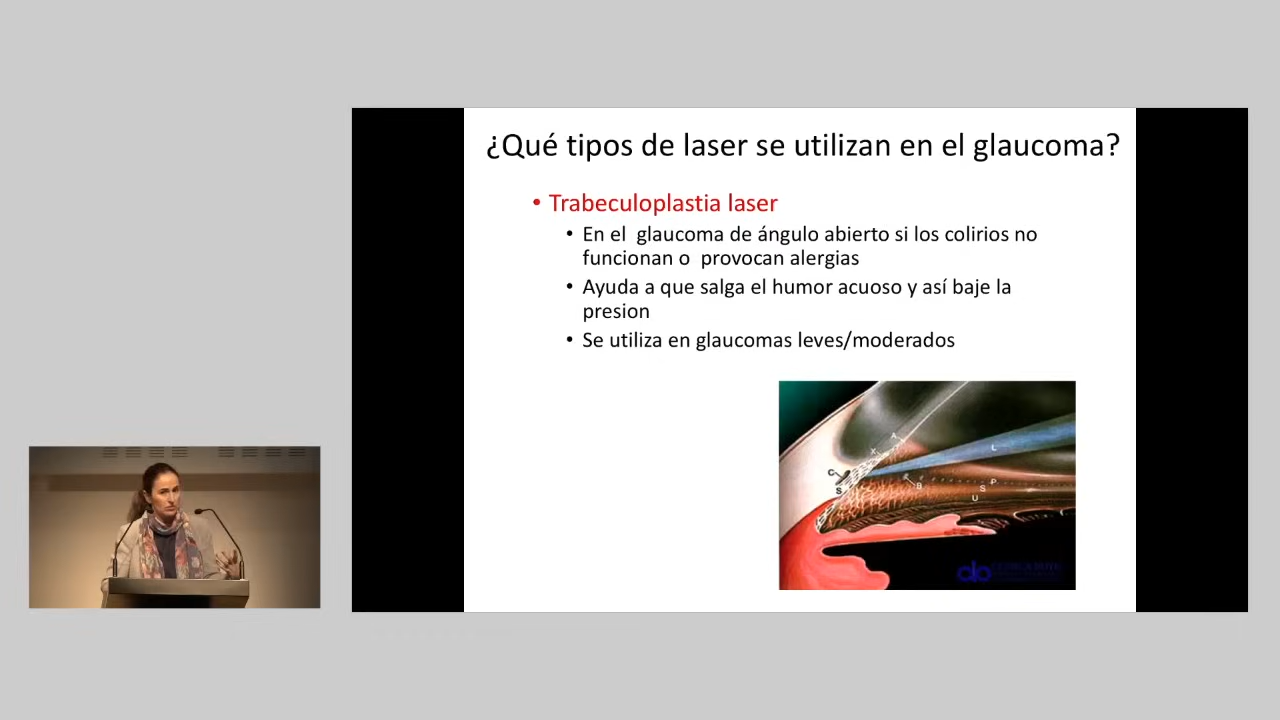 ¿Qué tipos de laser se utilizan en el glaucoma?
• Trabeculoplastia laser
• En el glaucoma de ángulo abierto si los colirios no
funcionan o provocan alergias
• Ayuda a que salga el humor acuoso y así baje la
presion
• Se utiliza en glaucomas leves/moderados
A
X
L
C
S
B
P
S
U